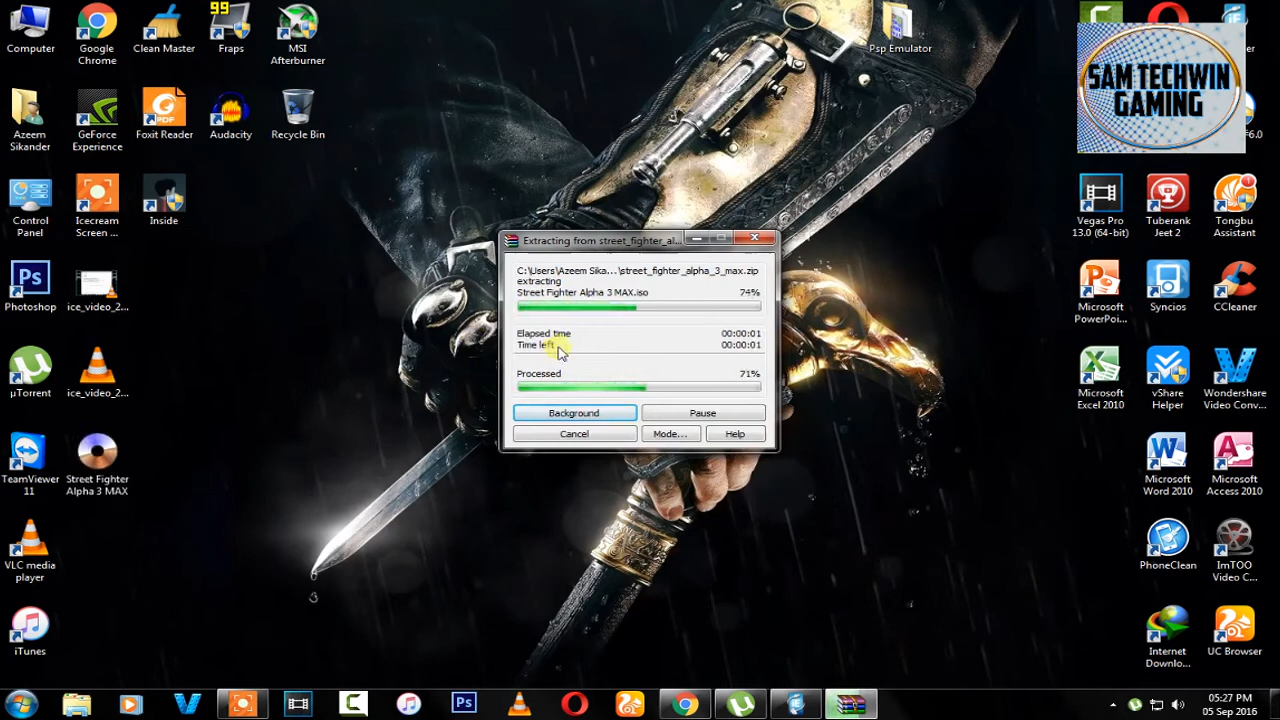 Computer
Google
Chrome
Clean Master
99
Fraps
MSI
Afterburner
Psp Emulator
SAM TECHWIN
GAMING
Azeem
Sikander
GeForce
Experience
PDF
Foxit Reader
Audacity
Recycle Bin
Control
Panel
Icecream
Screen ...
Inside
Vegas Pro
13.0 (64-bit)
Tuberank
Jeet 2
1
Tongbu
Assistant
Extracting from street_fighter_al...
C:\Users\Azeem Sika...\street_fighter_alpha_3_max.zip
extracting
Street Fighter Alpha 3 MAX.iso 74%
Elapsed time 00:00:01
Time left 00:00:01
Processed 71%
Background
Pause
Cancel
Mode...
Help
Ps
Photoshop
ice_video_2...
Microsoft
PowerPoi...
Syncios
CCleaner
µTorrent
ice_video_2...
Microsoft
Excel 2010
vShare
Helper
Wondershare
Video Conv...
TeamViewer
11
Street Fighter
Alpha 3 MAX
Microsoft
Word 2010
Microsoft
Access 2010
VLC media
player
PhoneClean
ImTOO
Video C...
iTunes
Internet
Downlo...
UC Browser
Ps
05:27 PM
05 Sep 2016